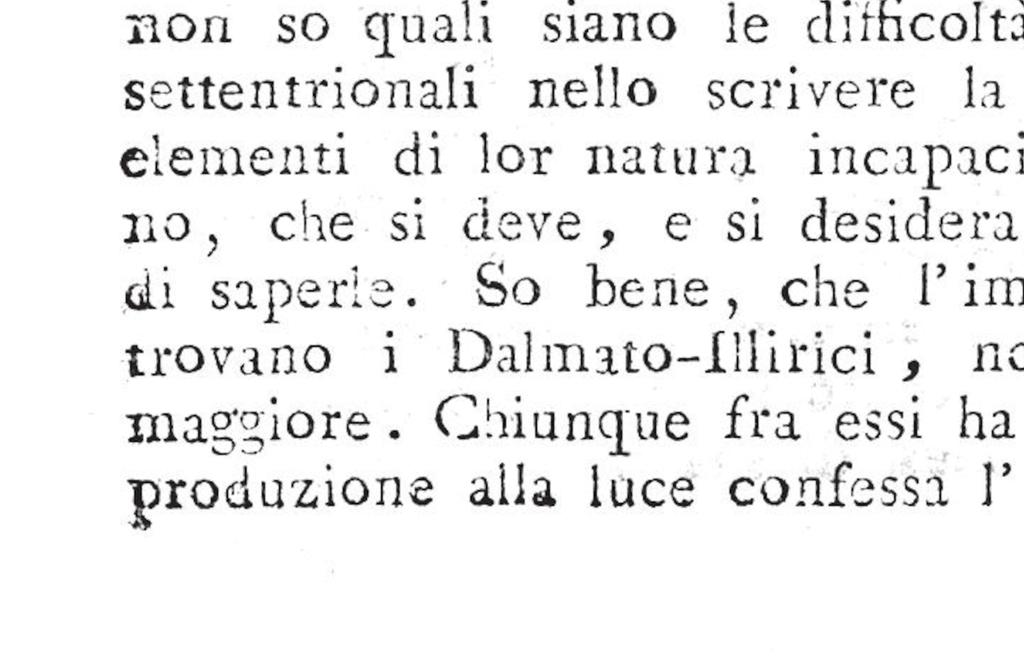 non so quali siano le difficoltà
settentrionali nello scrivere la
elementi di lor natura incapaci
no, che si deve, e si desidera
di saperle. So bene, che l'im
trovano i Dalmato-Illirici, no
maggiore. Chiunque fra essi ha
produzione alla luce confessa l'